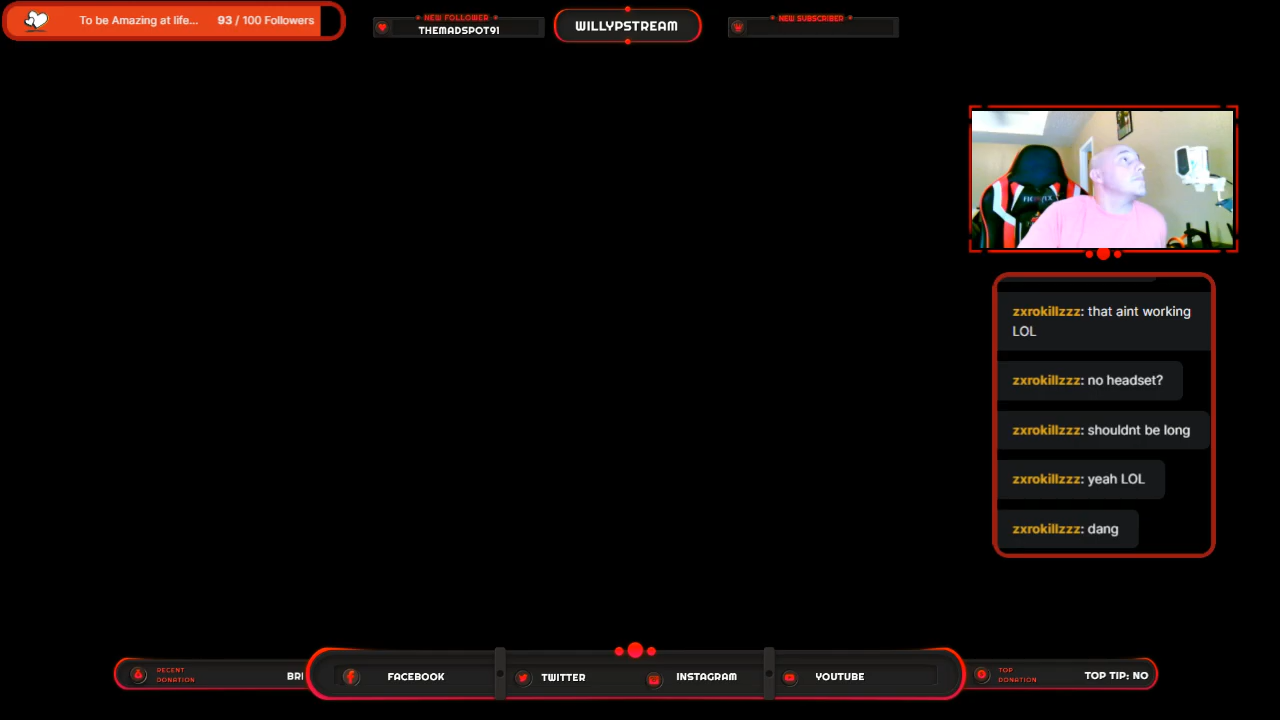 To be Amazing at life... 93 / 100 Followers
NEW FOLLOWER
THEMADSPOT91
WILLYPSTREAM
NEW SUBSCRIBER
zxrokillzzz: that aint working
LOL
zxrokillzzz: no headset?
zxrokillzzz: shouldnt be long
zxrokillzzz: yeah LOL
zxrokillzzz: dang
RECENT
DONATION
BRI
FACEBOOK
TWITTER
INSTAGRAM
YOUTUBE
TOP
DONATION
TOP TIP: NO